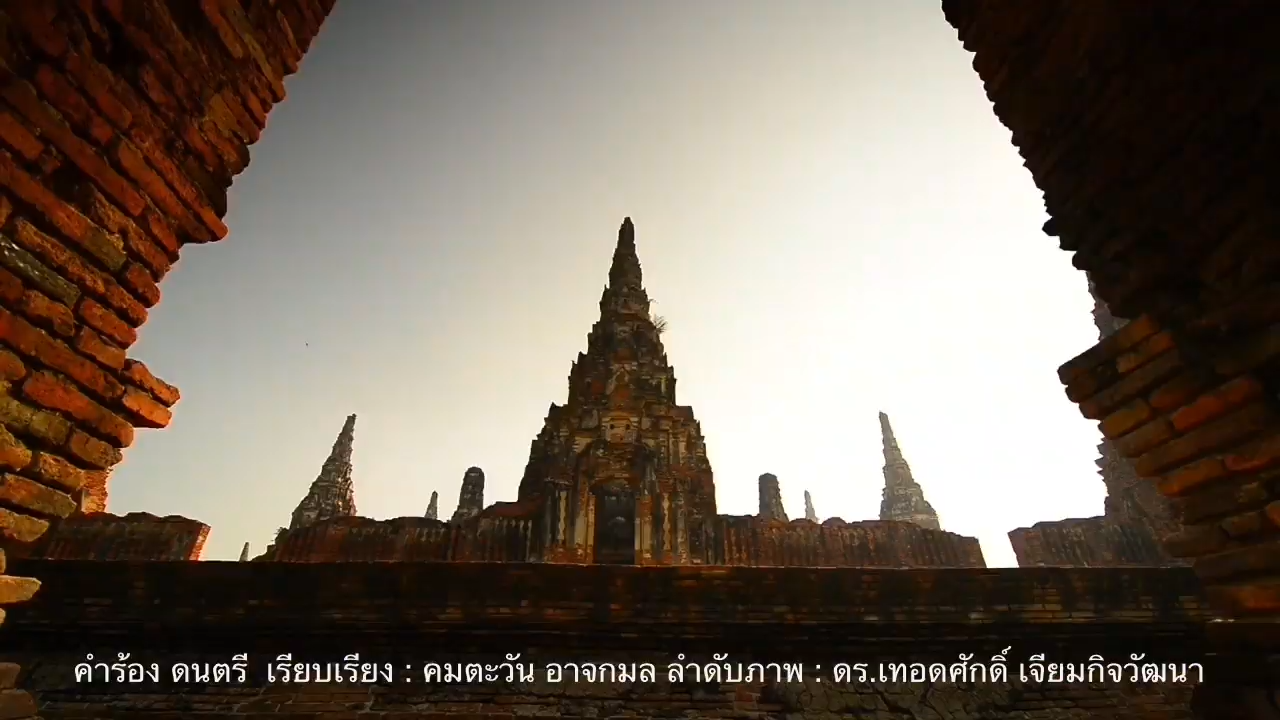 คำร้อง ดนตรี เรียบเรียง : คมตะวัน อาจกมล ลำดับภาพ : ดร.เทอดศักดิ์ เจียมกิจวัฒนา